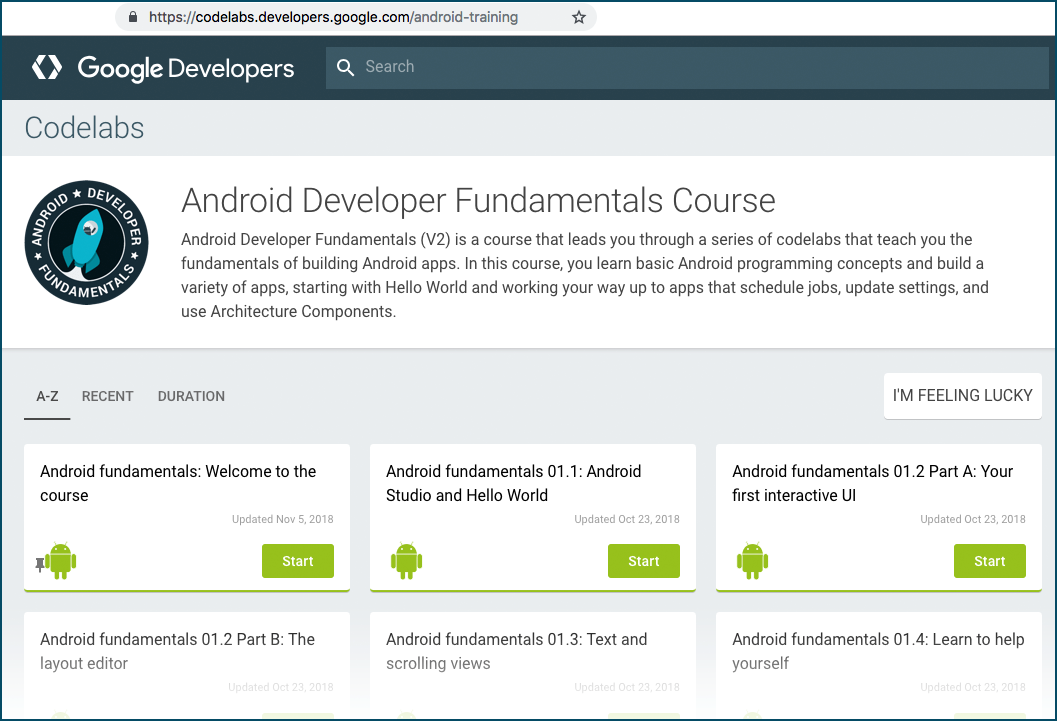 https://codelabs.developers.google.com/android-training
Google Developers
Search
Codelabs
ANDROID ★ DEVELOPER ★ FUNDAMENTALS ★
Android Developer Fundamentals Course
Android Developer Fundamentals (V2) is a course that leads you through a series of codelabs that teach you the
fundamentals of building Android apps. In this course, you learn basic Android programming concepts and build a
variety of apps, starting with Hello World and working your way up to apps that schedule jobs, update settings, and
use Architecture Components.
A-Z RECENT DURATION
I'M FEELING LUCKY
Android fundamentals: Welcome to the
course
Updated Nov 5, 2018
Start
Android fundamentals 01.1: Android
Studio and Hello World
Updated Oct 23, 2018
Start
Android fundamentals 01.2 Part A: Your
first interactive UI
Updated Oct 23, 2018
Start
Android fundamentals 01.2 Part B: The
layout editor
Updated Oct 23, 2018
Android fundamentals 01.3: Text and
scrolling views
Updated Oct 23, 2018
Android fundamentals 01.4: Learn to help
yourself
Updated Oct 23, 2018